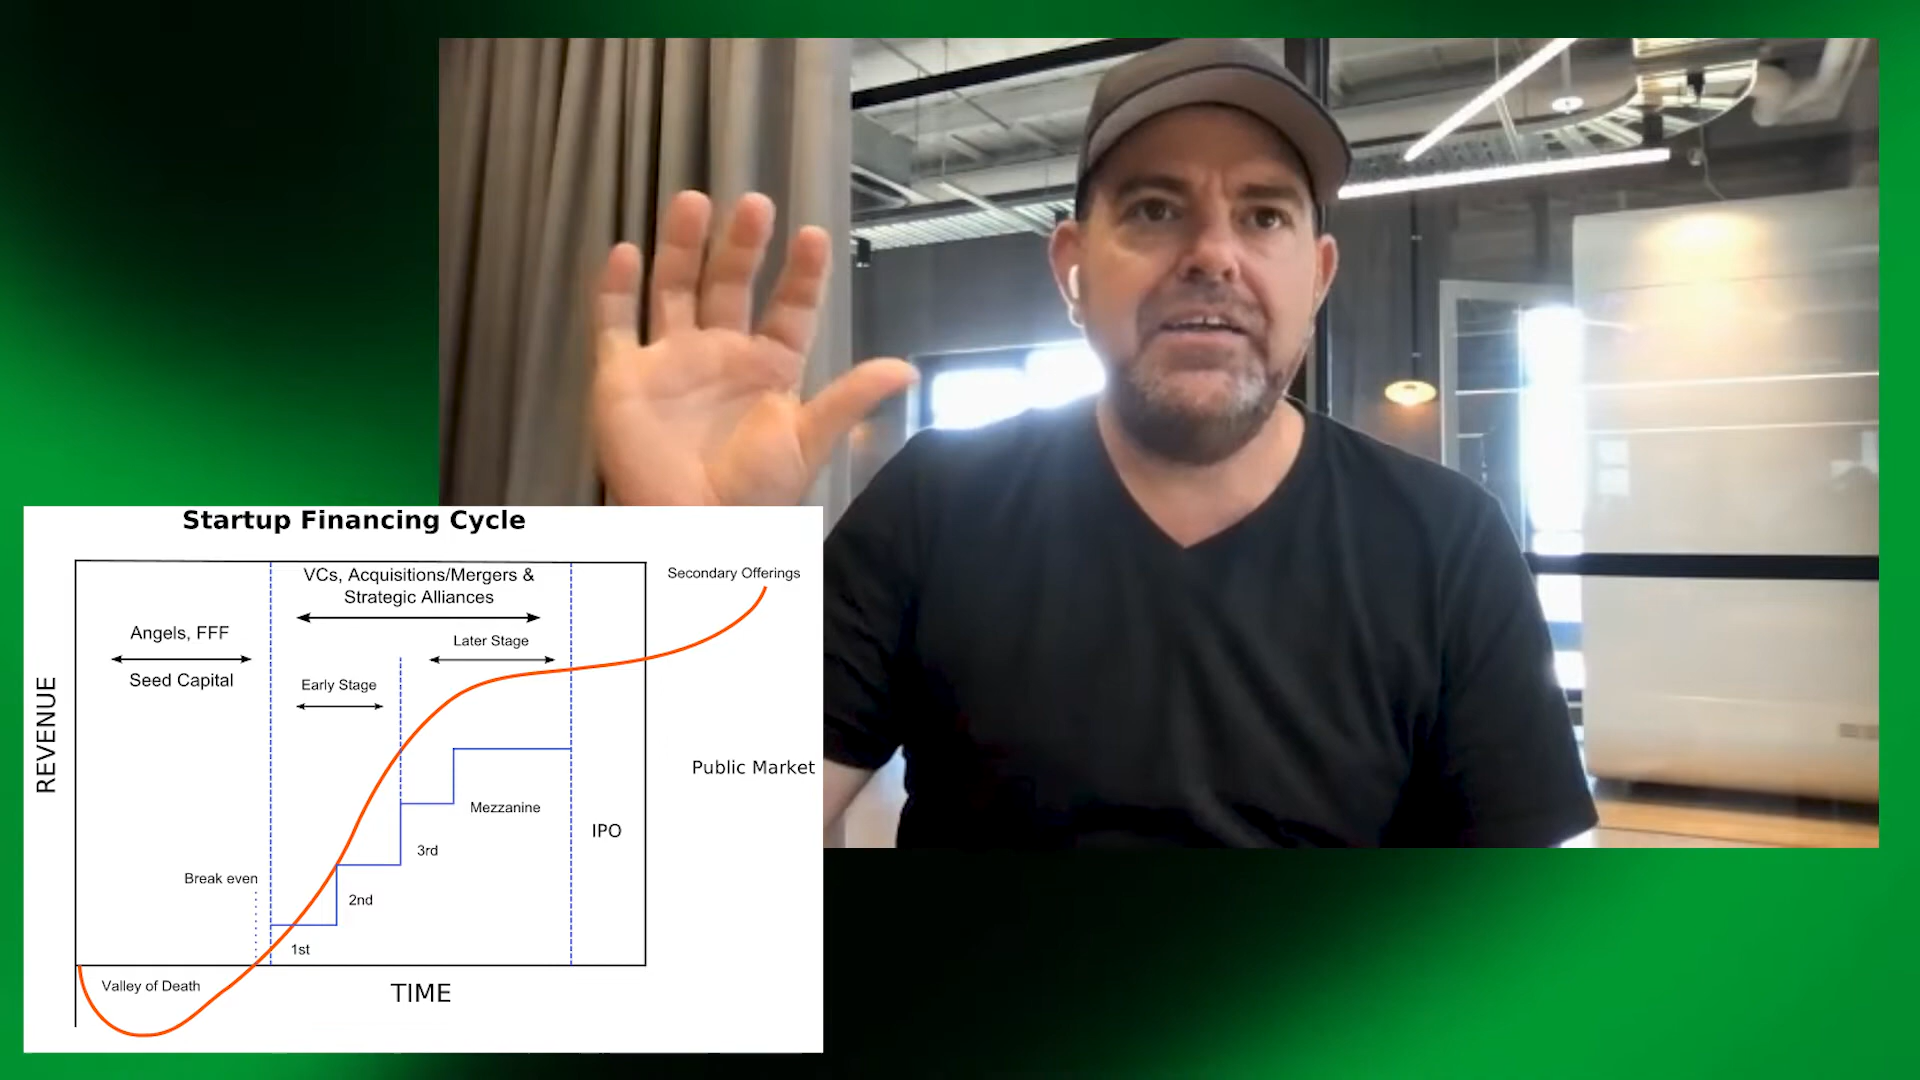 Startup Financing Cycle
VCs, Acquisitions/Mergers &
Strategic Alliances
Secondary Offerings
Angels, FFF
Later Stage
Seed Capital
Early Stage
REVENUE
Public Market
Mezzanine
IPO
3rd
Break even
2nd
1st
Valley of Death
TIME